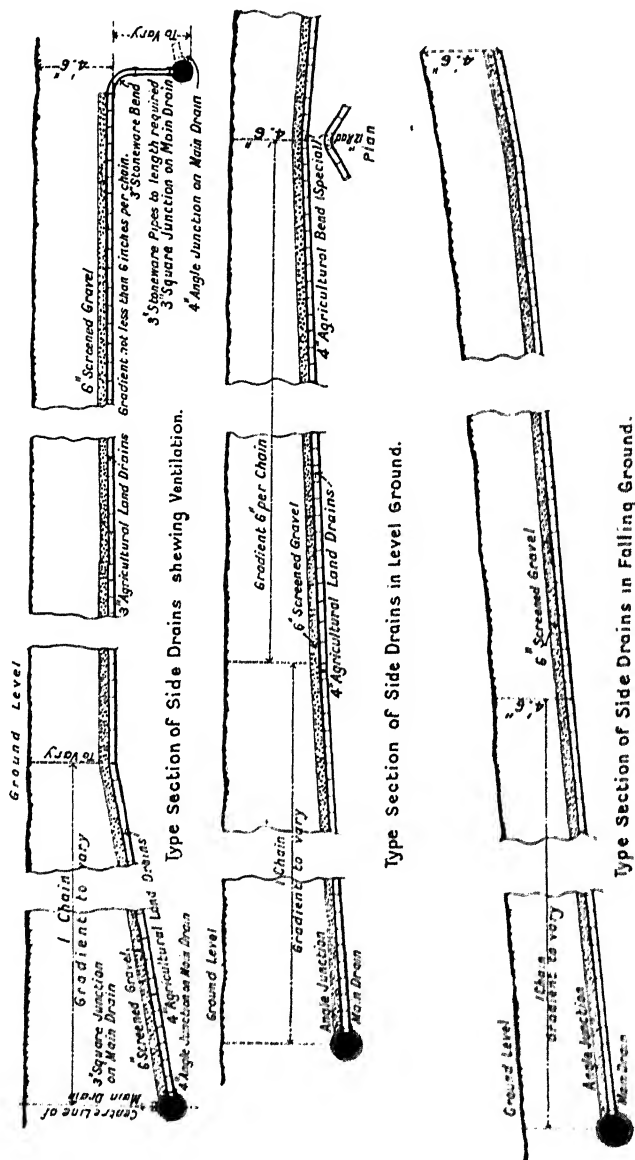 Ground Level
To Vary
1 Chain
Gradient to vary
3" Square Junction
on Main Drain
Centre Line of
Main Drain
6" Screened Gravel
4" Agricultural Land Drains
4" Angle Junction on Main Drain
3" Agricultural Land Drains
6" Screened Gravel
Gradient not less than 6 inches per chain.
4'.6"
To Vary
3" Stoneware Bend
3" Stoneware Pipes to length required
3" Square Junction on Main Drain
4" Angle Junction on Main Drain
Type Section of Side Drains shewing Ventilation.
Ground Level
1 Chain
Gradient to vary
Angle Junction
Main Drain
Gradient 6" per Chain
6" Screened Gravel
4" Agricultural Land Drains
4'.6"
4" Agricultural Bend (Special)
12" Rad
Plan
Type Section of Side Drains in Level Ground.
Ground Level
1 Chain
Gradient to vary
Angle Junction
Main Drain
4'.6"
6" Screened Gravel
4'.6"
Type Section of Side Drains in Falling Ground.